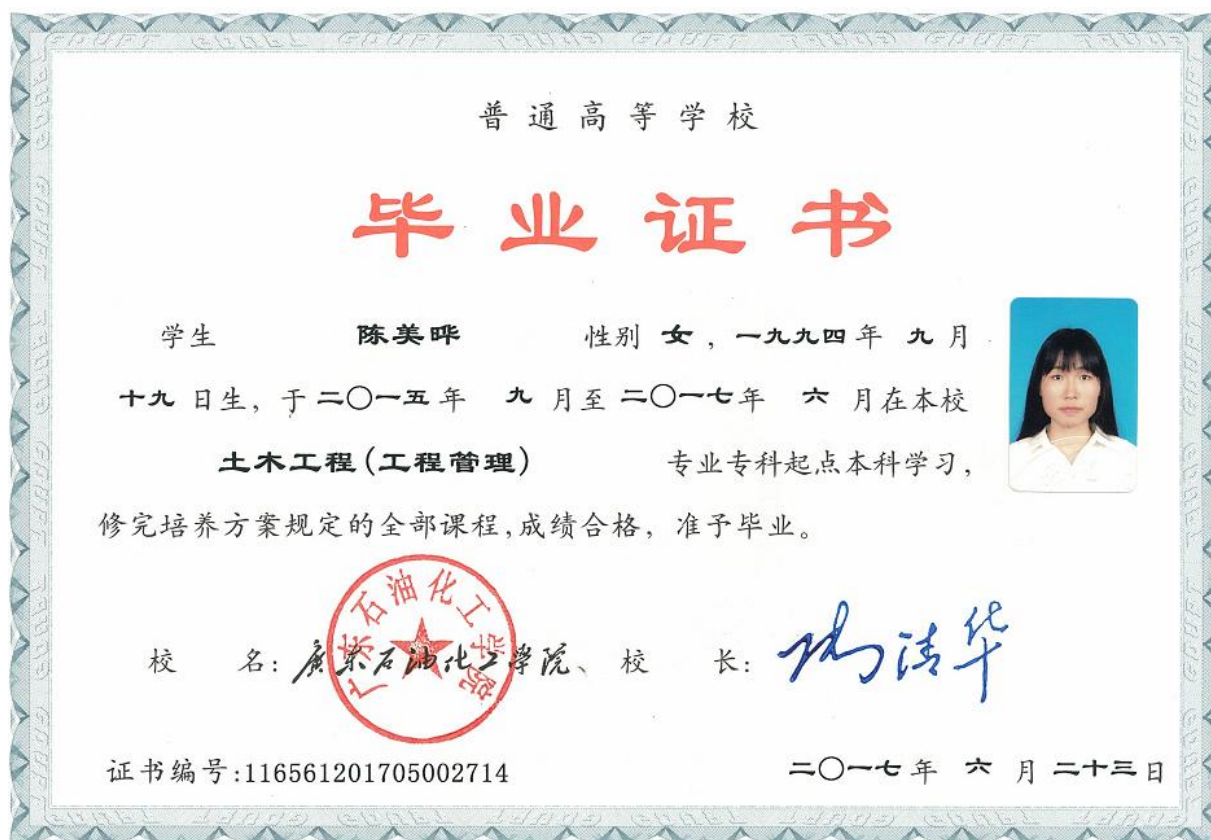 普通高等学校
毕业证书
学生 陈美晔 性别 女，一九九四年 九月
十九日生，于二〇一五年 九月至二〇一七年 六月在本校
土木工程(工程管理) 专业专科起点本科学习，
修完培养方案规定的全部课程，成绩合格，准予毕业。
广东石油化工学院
校 名：廣东石油化工學院、校 长：
证书编号:116561201705002714
二〇一七年 六月二十三日